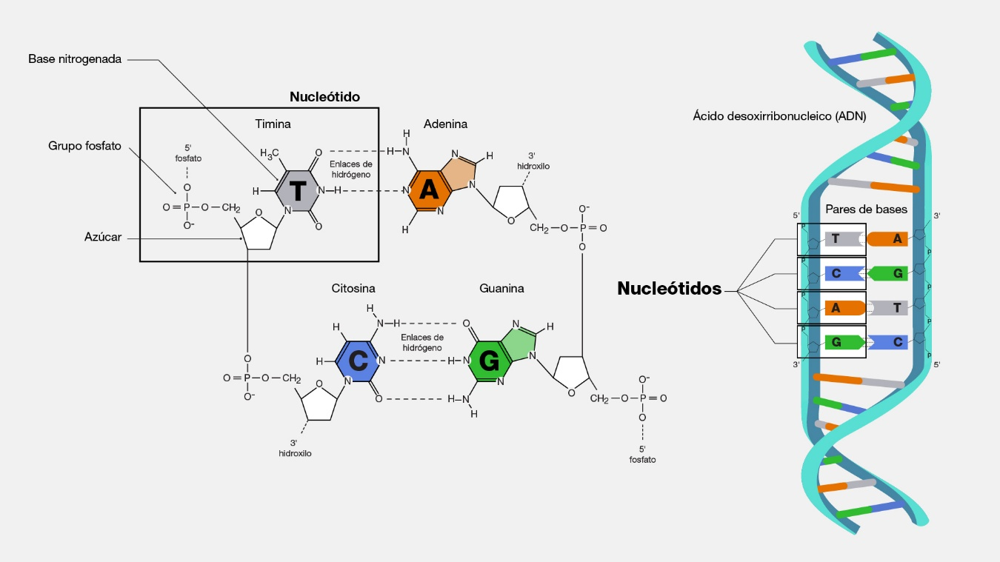 Base nitrogenada
Nucleótido
Timina
Adenina
Grupo fosfato
5'
fosfato
H₃C
O
Enlaces de
hidrógeno
H
H–N
N
H
3'
hidroxilo
O
O=P–O–CH₂
O-
H
T
N–H
N
O
N
A
N
N
H
O
O
CH₂–O–P=O
O-
O
Azúcar
Citosina
Guanina
H
H
N–H
Enlaces de
hidrógeno
O
N
H
H
C
N
N
O
H–N
G
N
N
H–N
H
O
O=P–O–CH₂
O-
O
3'
hidroxilo
O
CH₂–O–P=O
O-
O
5'
fosfato
Ácido desoxirribonucleico (ADN)
Pares de bases
5'
3'
P
T
A
P
P
C
G
P
Nucleótidos
P
A
T
P
P
G
C
P
3'
5'